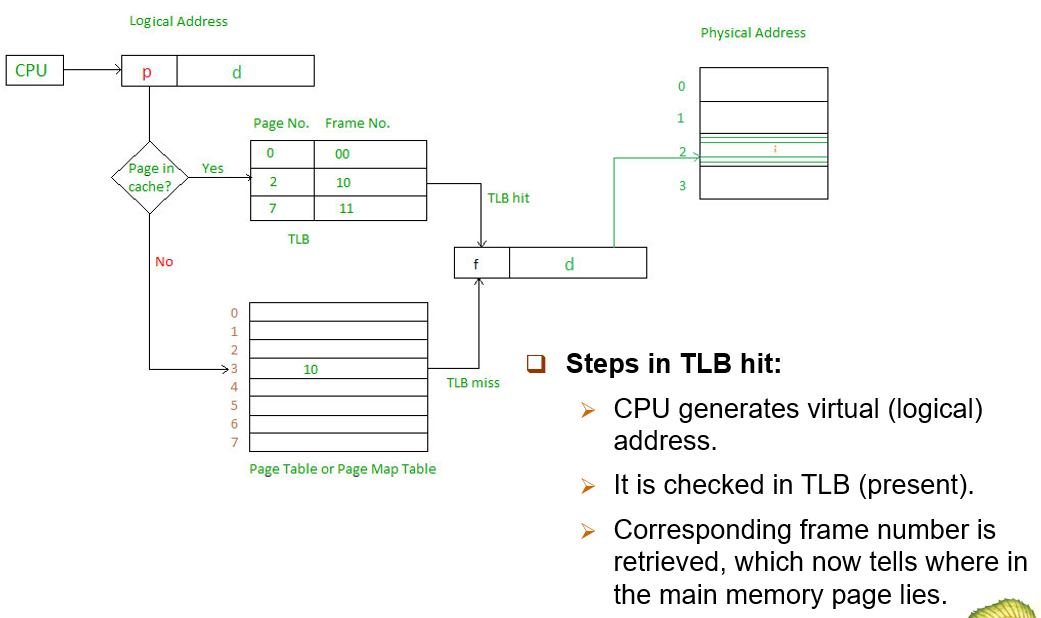 Logical Address
Physical Address
CPU
p d
0
1
2 i
3
Page No. Frame No.
0 00
2 10
7 11
TLB
Page in
cache?
Yes
No
TLB hit
f d
0
1
2
3 10
4
5
6
7
TLB miss
Page Table or Page Map Table
Steps in TLB hit:
CPU generates virtual (logical)
address.
It is checked in TLB (present).
Corresponding frame number is
retrieved, which now tells where in
the main memory page lies.